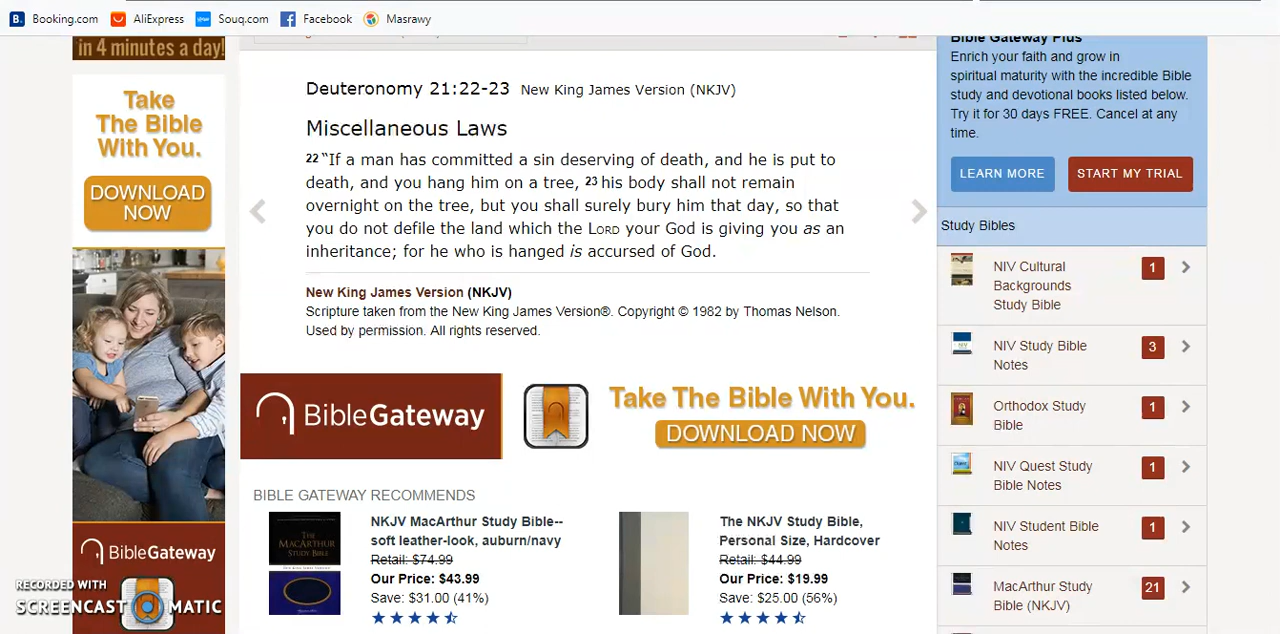 Booking.com
AliExpress
Souq.com
Facebook
Masrawy
in 4 minutes a day!
Take
The Bible
With You.
DOWNLOAD
NOW
BibleGateway
RECORDED WITH
SCREENCAST MATIC
Deuteronomy 21:22-23 New King James Version (NKJV)
Miscellaneous Laws
22 “If a man has committed a sin deserving of death, and he is put to
death, and you hang him on a tree, 23 his body shall not remain
overnight on the tree, but you shall surely bury him that day, so that
you do not defile the land which the LORD your God is giving you as an
inheritance; for he who is hanged is accursed of God.
New King James Version (NKJV)
Scripture taken from the New King James Version®. Copyright © 1982 by Thomas Nelson.
Used by permission. All rights reserved.
BibleGateway
Take The Bible With You.
DOWNLOAD NOW
BIBLE GATEWAY RECOMMENDS
THE
MACARTHUR
STUDY BIBLE
NKJV MacArthur Study Bible--
soft leather-look, auburn/navy
Retail: $74.99
Our Price: $43.99
Save: $31.00 (41%)
The NKJV Study Bible,
Personal Size, Hardcover
Retail: $44.99
Our Price: $19.99
Save: $25.00 (56%)
Bible Gateway Plus
Enrich your faith and grow in
spiritual maturity with the incredible Bible
study and devotional books listed below.
Try it for 30 days FREE. Cancel at any
time.
LEARN MORE
START MY TRIAL
Study Bibles
NIV Cultural
Backgrounds
Study Bible
1
NIV Study Bible
Notes
3
Orthodox Study
Bible
1
NIV Quest Study
Bible Notes
1
NIV Student Bible
Notes
1
MacArthur Study
Bible (NKJV)
21